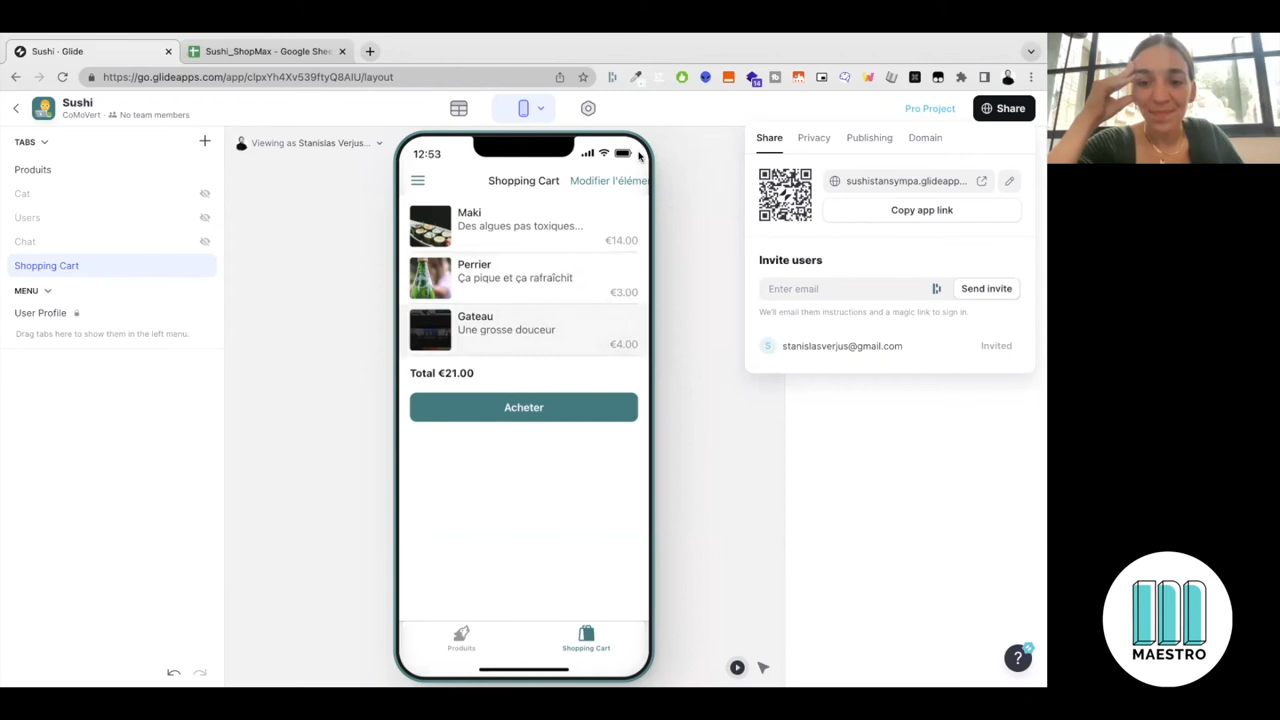 Sushi · Glide
Sushi_ShopMax - Google Shee
https://go.glideapps.com/app/clpxYh4Xv539ftyQ8AIU/layout
14
Sushi
CoMoVert · No team members
Pro Project
Share
TABS
Produits
Cat
Users
Chat
Shopping Cart
MENU
User Profile
Drag tabs here to show them in the left menu.
Viewing as Stanislas Verjus...
12:53
Shopping Cart Modifier l'éléme
Maki
Des algues pas toxiques...
€14.00
Perrier
Ça pique et ça rafraîchit
€3.00
Gateau
Une grosse douceur
€4.00
Total €21.00
Acheter
Produits
Shopping Cart
Share Privacy Publishing Domain
sushistansympa.glideapp...
Copy app link
Invite users
Enter email
Send invite
We'll email them instructions and a magic link to sign in.
S stanislasverjus@gmail.com Invited
?
MAESTRO